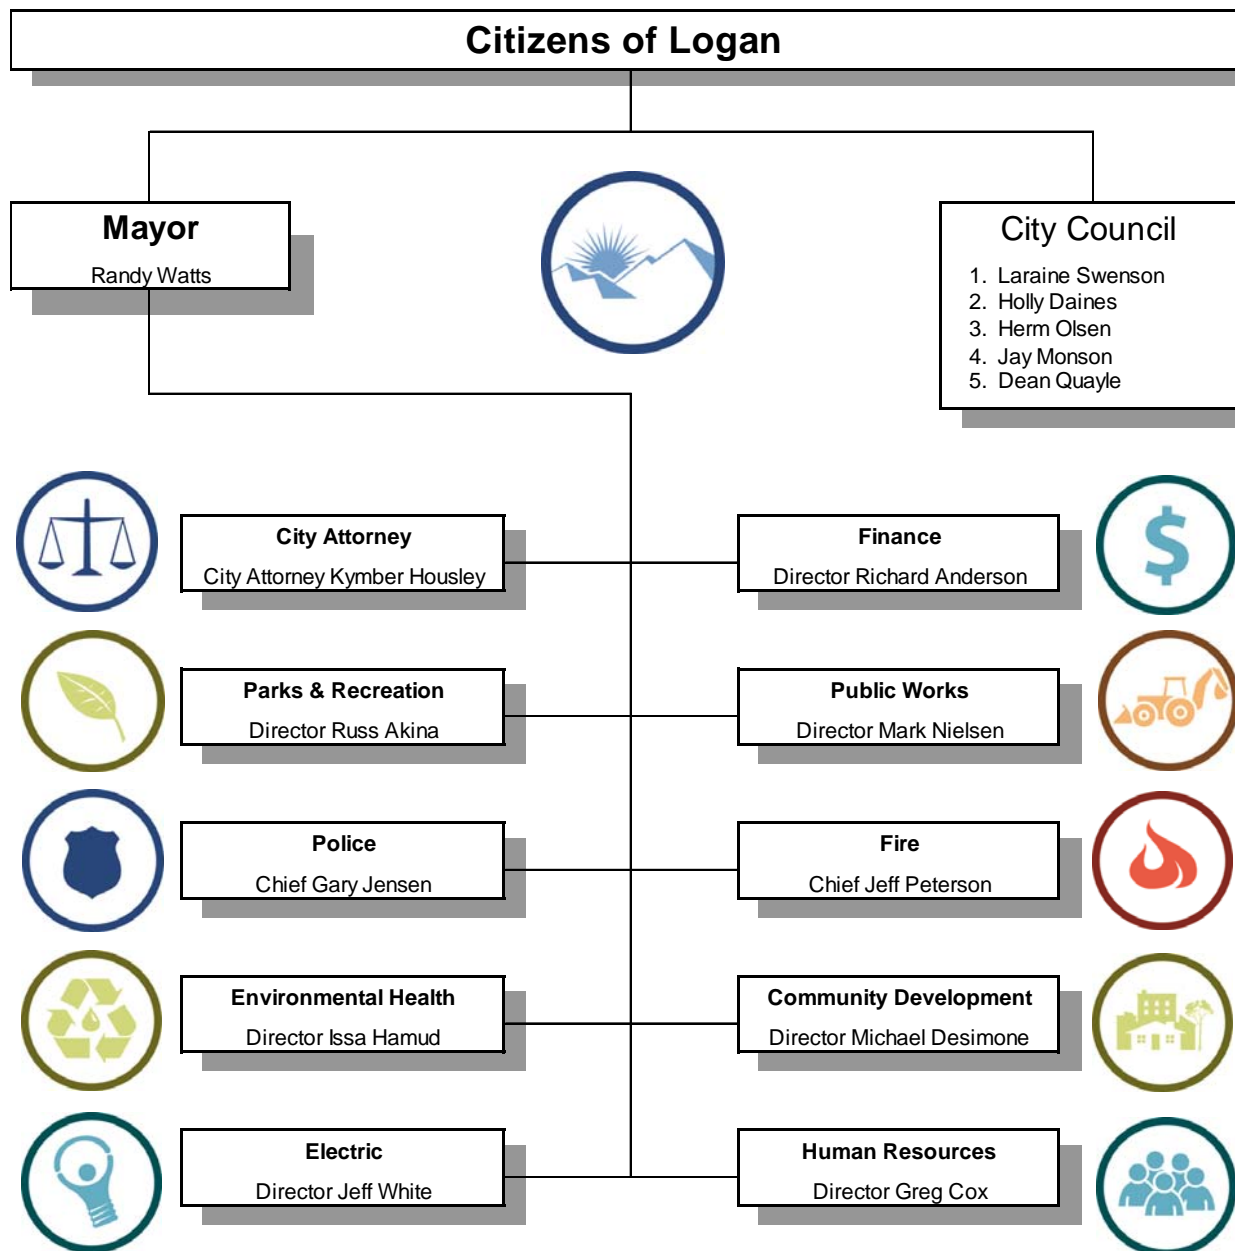 Citizens of Logan
Mayor
Randy Watts
City Council
1. Laraine Swenson
2. Holly Daines
3. Herm Olsen
4. Jay Monson
5. Dean Quayle
City Attorney
City Attorney Kymber Housley
Finance
Director Richard Anderson
Parks & Recreation
Director Russ Akina
Public Works
Director Mark Nielsen
Police
Chief Gary Jensen
Fire
Chief Jeff Peterson
Environmental Health
Director Issa Hamud
Community Development
Director Michael Desimone
Electric
Director Jeff White
Human Resources
Director Greg Cox
$